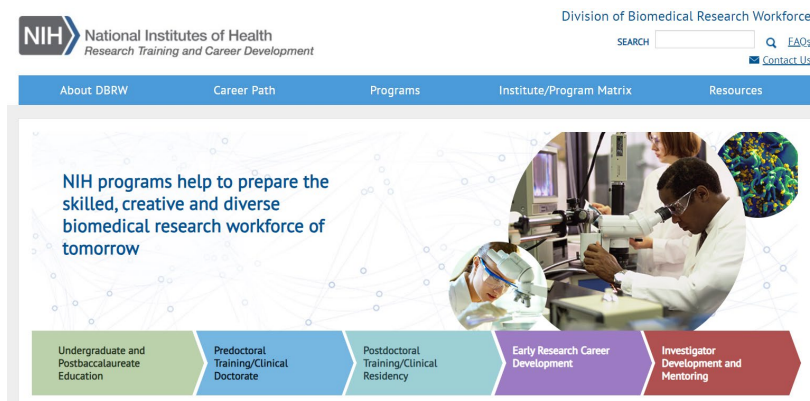 NIH
National Institutes of Health
Research Training and Career Development
Division of Biomedical Research Workforce
SEARCH
FAQs
Contact Us
About DBRW
Career Path
Programs
Institute/Program Matrix
Resources
NIH programs help to prepare the
skilled, creative and diverse
biomedical research workforce of
tomorrow
Undergraduate and
Postbaccalaureate
Education
Predoctoral
Training/Clinical
Doctorate
Postdoctoral
Training/Clinical
Residency
Early Research Career
Development
Investigator
Development and
Mentoring